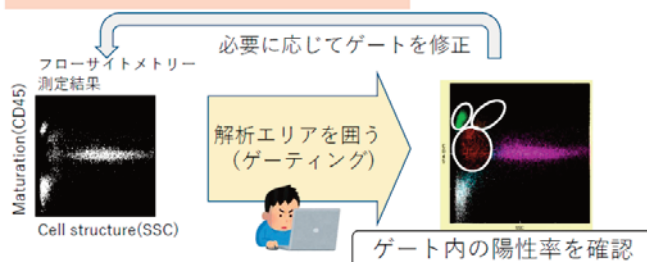 必要に応じてゲートを修正
フローサイトメトリー
測定結果
Maturation(CD45)
Cell structure(SSC)
解析エリアを囲う
(ゲーティング)
SSC
ゲート内の陽性率を確認